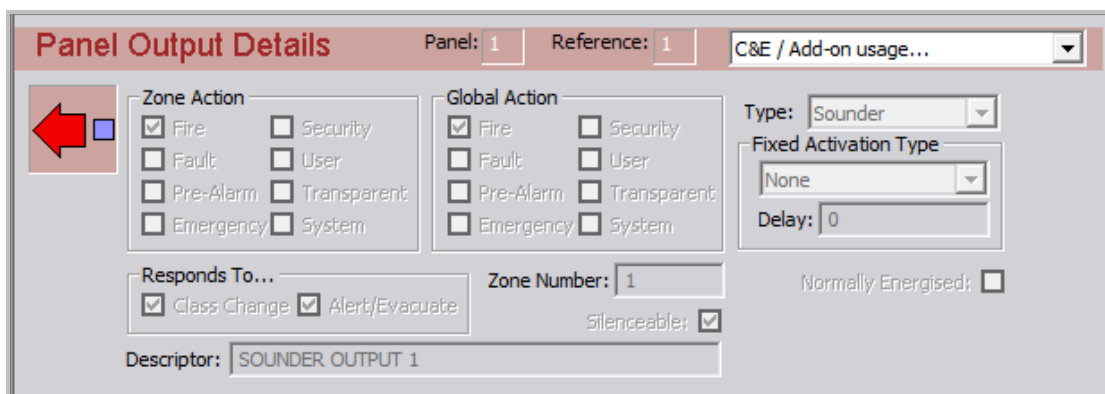 Panel Output Details Panel: 1 Reference: 1 C&E / Add-on usage...
Zone Action
Fire Security
Fault User
Pre-Alarm Transparent
Emergency System
Global Action
Fire Security
Fault User
Pre-Alarm Transparent
Emergency System
Type: Sounder
Fixed Activation Type
None
Delay: 0
Responds To...
Class Change Alert/Evacuate
Zone Number: 1
Silenceable:
Normally Energised:
Descriptor: SOUNDER OUTPUT 1